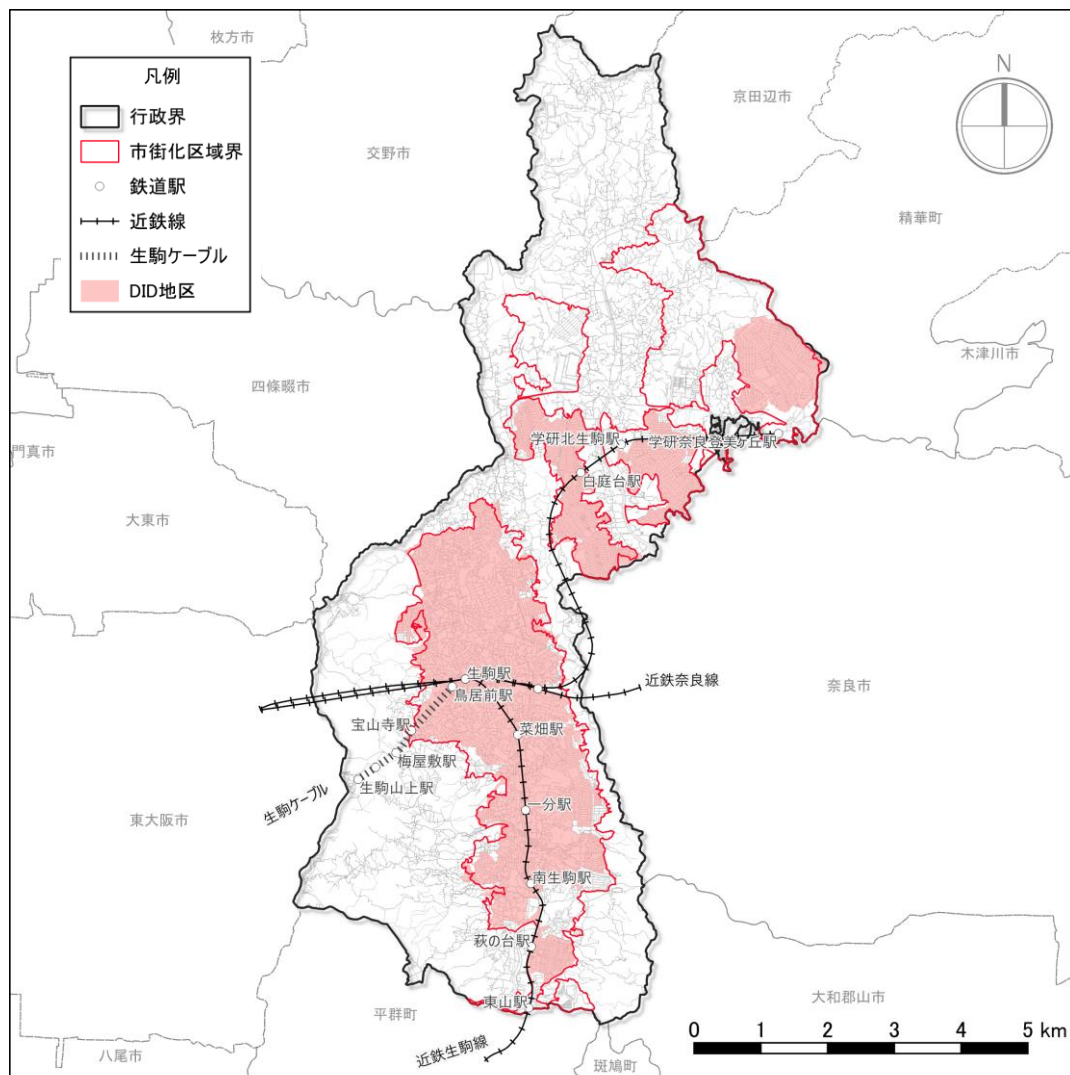 枚方市
京田辺市
交野市
精華町
木津川市
四條畷市
門真市
大東市
奈良市
東大阪市
大和郡山市
平群町
八尾市
斑鳩町
凡例
行政界
市街化区域界
鉄道駅
近鉄線
生駒ケーブル
DID地区
N
学研北生駒駅
学研奈良登美ヶ丘駅
白庭台駅
生駒駅
鳥居前駅
近鉄奈良線
宝山寺駅
菜畑駅
梅屋敷駅
生駒山上駅
生駒ケーブル
一分駅
南生駒駅
萩の台駅
東山駅
近鉄生駒線
0 1 2 3 4 5 km